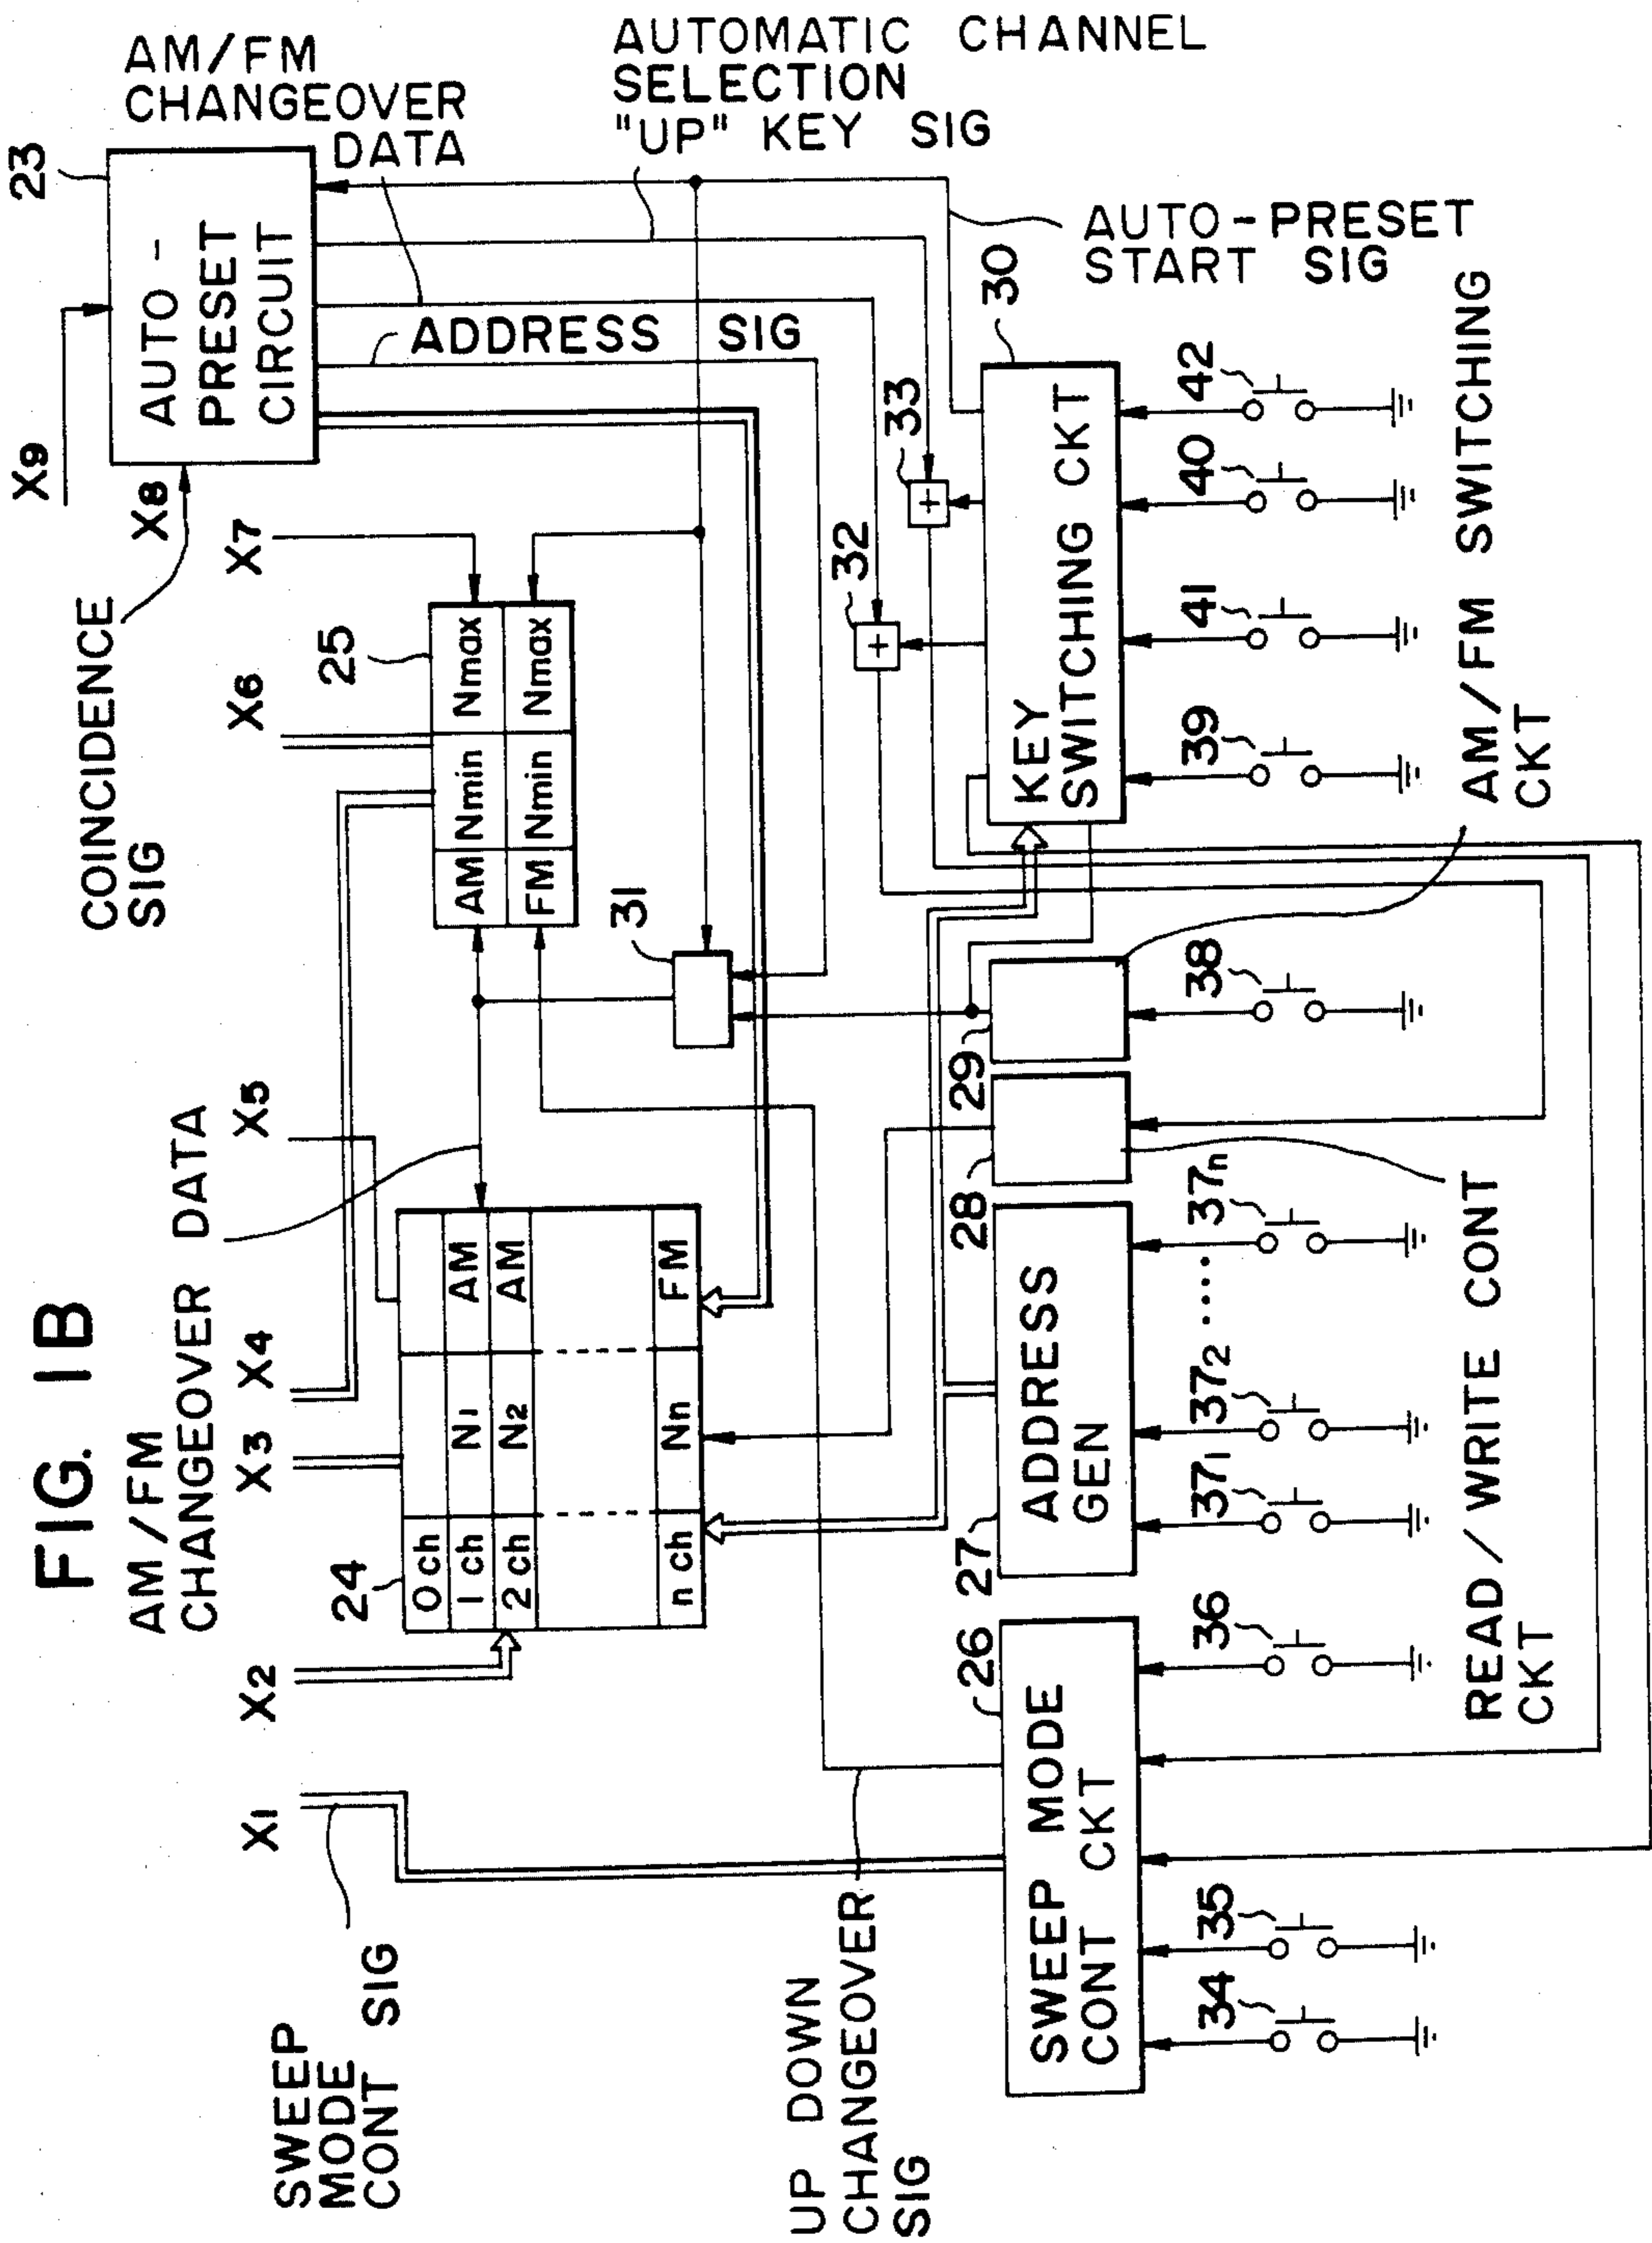 FIG. 11B
SWEEP
MODE
CONT SIG
X1
X2
AM/FM
CHANGEOVER DATA
X3
X4
X5
COINCIDENCE
SIG
X6
X7
X8
X9
AM/FM
CHANGEOVER
DATA
AUTOMATIC CHANNEL
SELECTION
"UP" KEY SIG
23
AUTO-
PRESET
CIRCUIT
ADDRESS SIG
24
0 ch
1 ch N1 AM
2 ch N2 AM
n ch Nn FM
25
AM Nmin Nmax
FM Nmin Nmax
31
32
+
33
+
UP DOWN
CHANGEOVER
SIG
26
SWEEP MODE
CONT CKT
27
ADDRESS
GEN
28
29
30
KEY
SWITCHING CKT
AUTO-PRESET
START SIG
34
35
36
371
372
.....
37n
38
39
41
40
42
READ/WRITE CONT
CKT
AM/FM SWITCHING
CKT